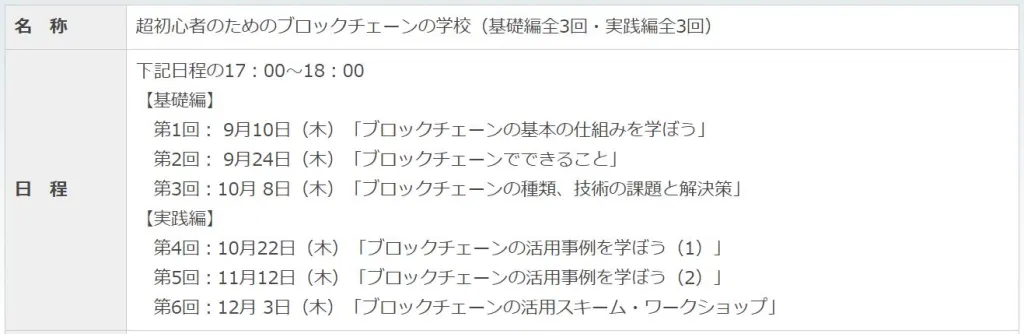 名　称　超初心者のためのブロックチェーンの学校（基礎編全3回・実践編全3回）
下記日程の17：00～18：00
【基礎編】
第1回： 9月10日（木）「ブロックチェーンの基本の仕組みを学ぼう」
第2回： 9月24日（木）「ブロックチェーンでできること」
第3回：10月 8日（木）「ブロックチェーンの種類、技術の課題と解決策」
日　程　【実践編】
第4回：10月22日（木）「ブロックチェーンの活用事例を学ぼう（1）」
第5回：11月12日（木）「ブロックチェーンの活用事例を学ぼう（2）」
第6回：12月 3日（木）「ブロックチェーンの活用スキーム・ワークショップ」